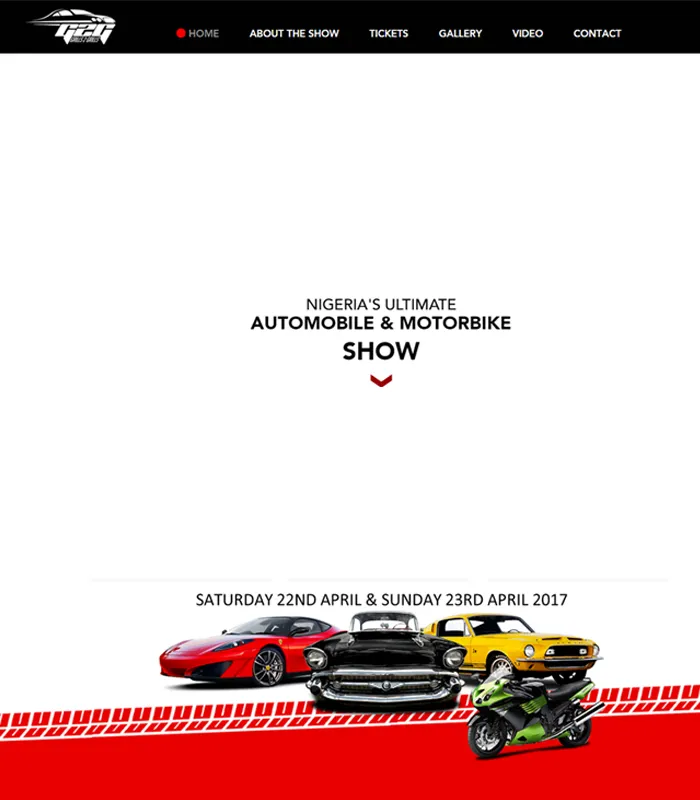 G2G
HOME
ABOUT THE SHOW
TICKETS
GALLERY
VIDEO
CONTACT
NIGERIA'S ULTIMATE
AUTOMOBILE & MOTORBIKE
SHOW
SATURDAY 22ND APRIL & SUNDAY 23RD APRIL 2017